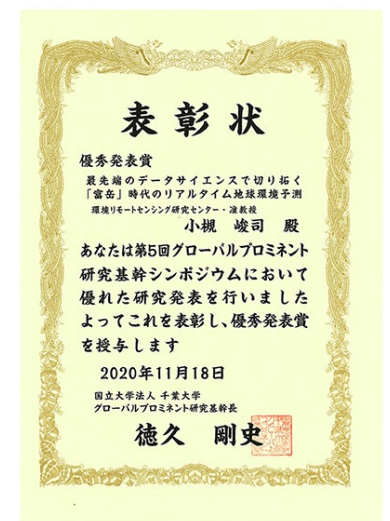 表彰状
優秀発表賞
最先端のデータサイエンスで切り拓く
「富岳」時代のリアルタイム地球環境予測
環境リモートセンシング研究センター・准教授
小槻 峻司 殿
あなたは第5回グローバルプロミネント
研究基幹シンポジウムにおいて
優れた研究発表を行いました
よってこれを表彰し、優秀発表賞
を授与します
2020年11月18日
国立大学法人 千葉大学
グローバルプロミネント研究基幹長
徳久 剛史